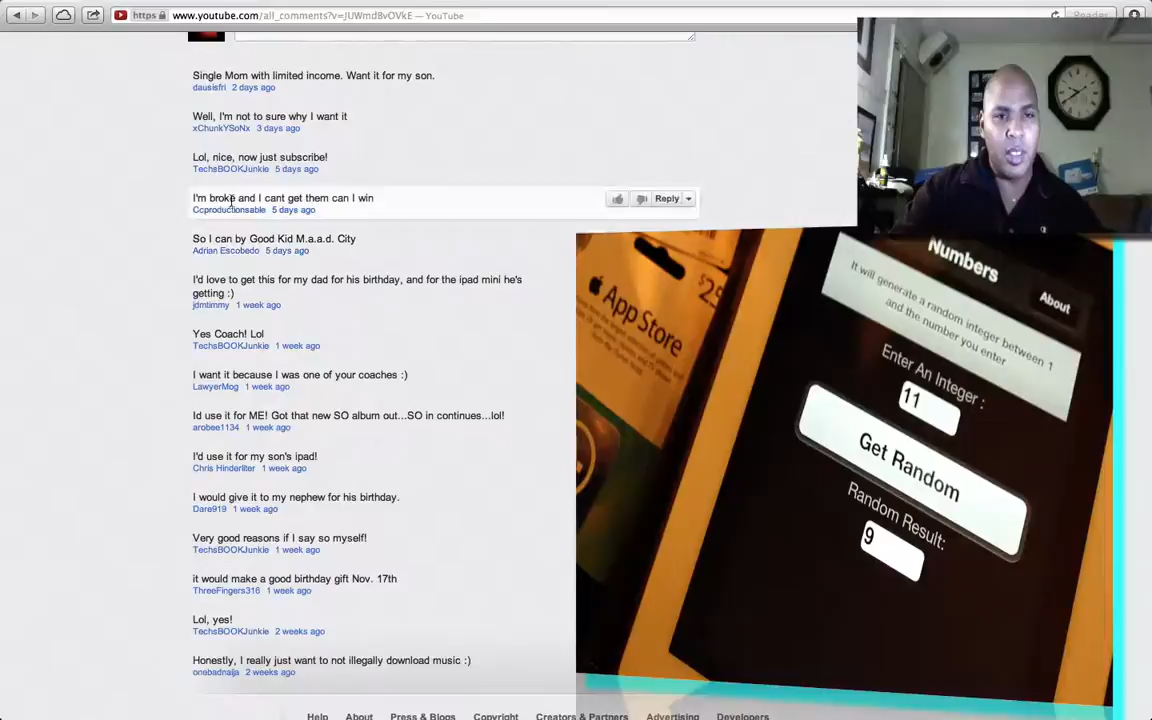 https www.youtube.com/all_comments?v=JUWmdBvOVkE — YouTube
Reader
Single Mom with limited income. Want it for my son.
dausisfri 2 days ago
Well, I'm not to sure why I want it
xChunkYSoNx 3 days ago
Lol, nice, now just subscribe!
TechsBOOKJunkie 5 days ago
I'm broke and I cant get them can I win
Ccproductionsable 5 days ago
Reply
So I can by Good Kid M.a.a.d. City
Adrian Escobedo 5 days ago
I'd love to get this for my dad for his birthday, and for the ipad mini he's
getting :)
jdmtimmy 1 week ago
Yes Coach! Lol
TechsBOOKJunkie 1 week ago
I want it because I was one of your coaches :)
LawyerMog 1 week ago
Id use it for ME! Got that new SO album out...SO in continues...lol!
arobee1134 1 week ago
I'd use it for my son's ipad!
Chris Hinderliter 1 week ago
I would give it to my nephew for his birthday.
Dare919 1 week ago
Very good reasons if I say so myself!
TechsBOOKJunkie 1 week ago
it would make a good birthday gift Nov. 17th
ThreeFingers316 1 week ago
Lol, yes!
TechsBOOKJunkie 2 weeks ago
Honestly, I really just want to not illegally download music :)
onebadnaija 2 weeks ago
Help About Press & Blogs Copyright Creators & Partners Advertising Developers
App Store
$25
Numbers
About
It will generate a random integer between 1
and the number you enter
Enter An Integer :
11
Get Random
Random Result:
9